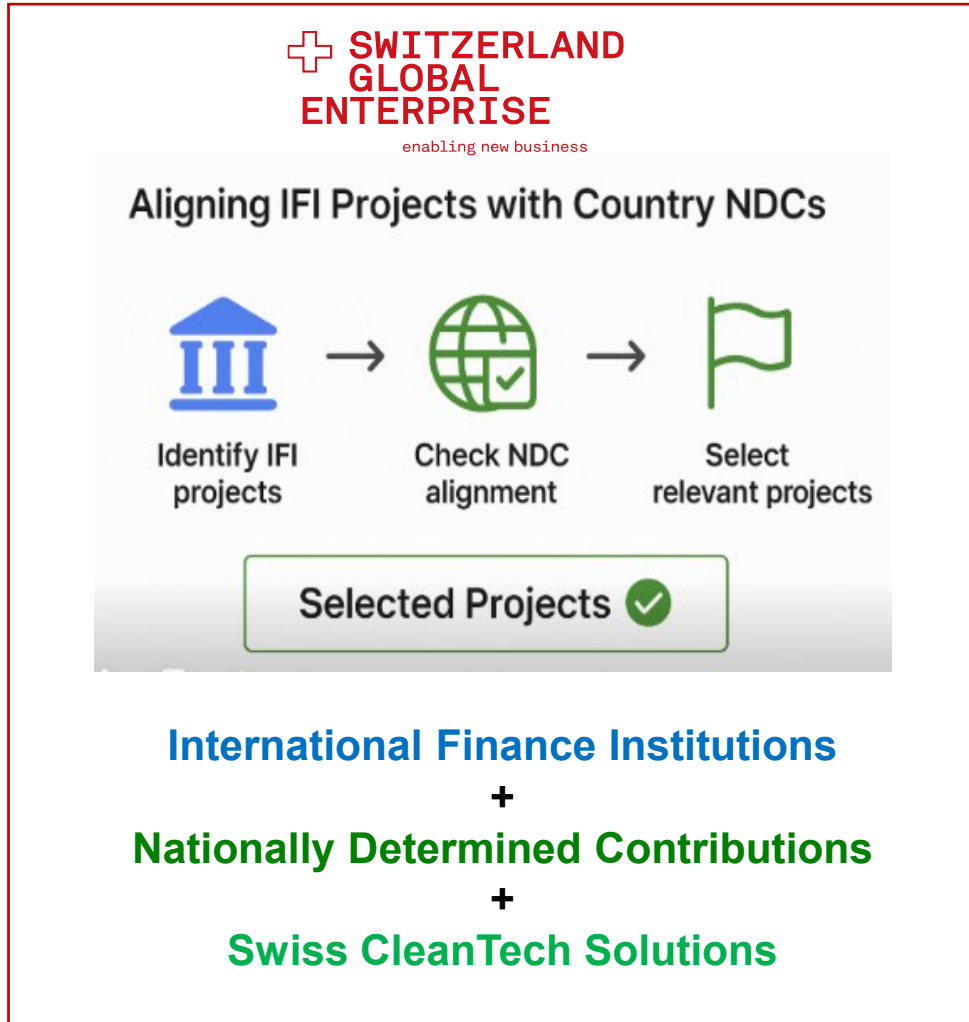 SWITZERLAND
GLOBAL
ENTERPRISE
enabling new business
Aligning IFI Projects with Country NDCs
Identify IFI
projects
Check NDC
alignment
Select
relevant projects
Selected Projects
International Finance Institutions
+
Nationally Determined Contributions
+
Swiss CleanTech Solutions